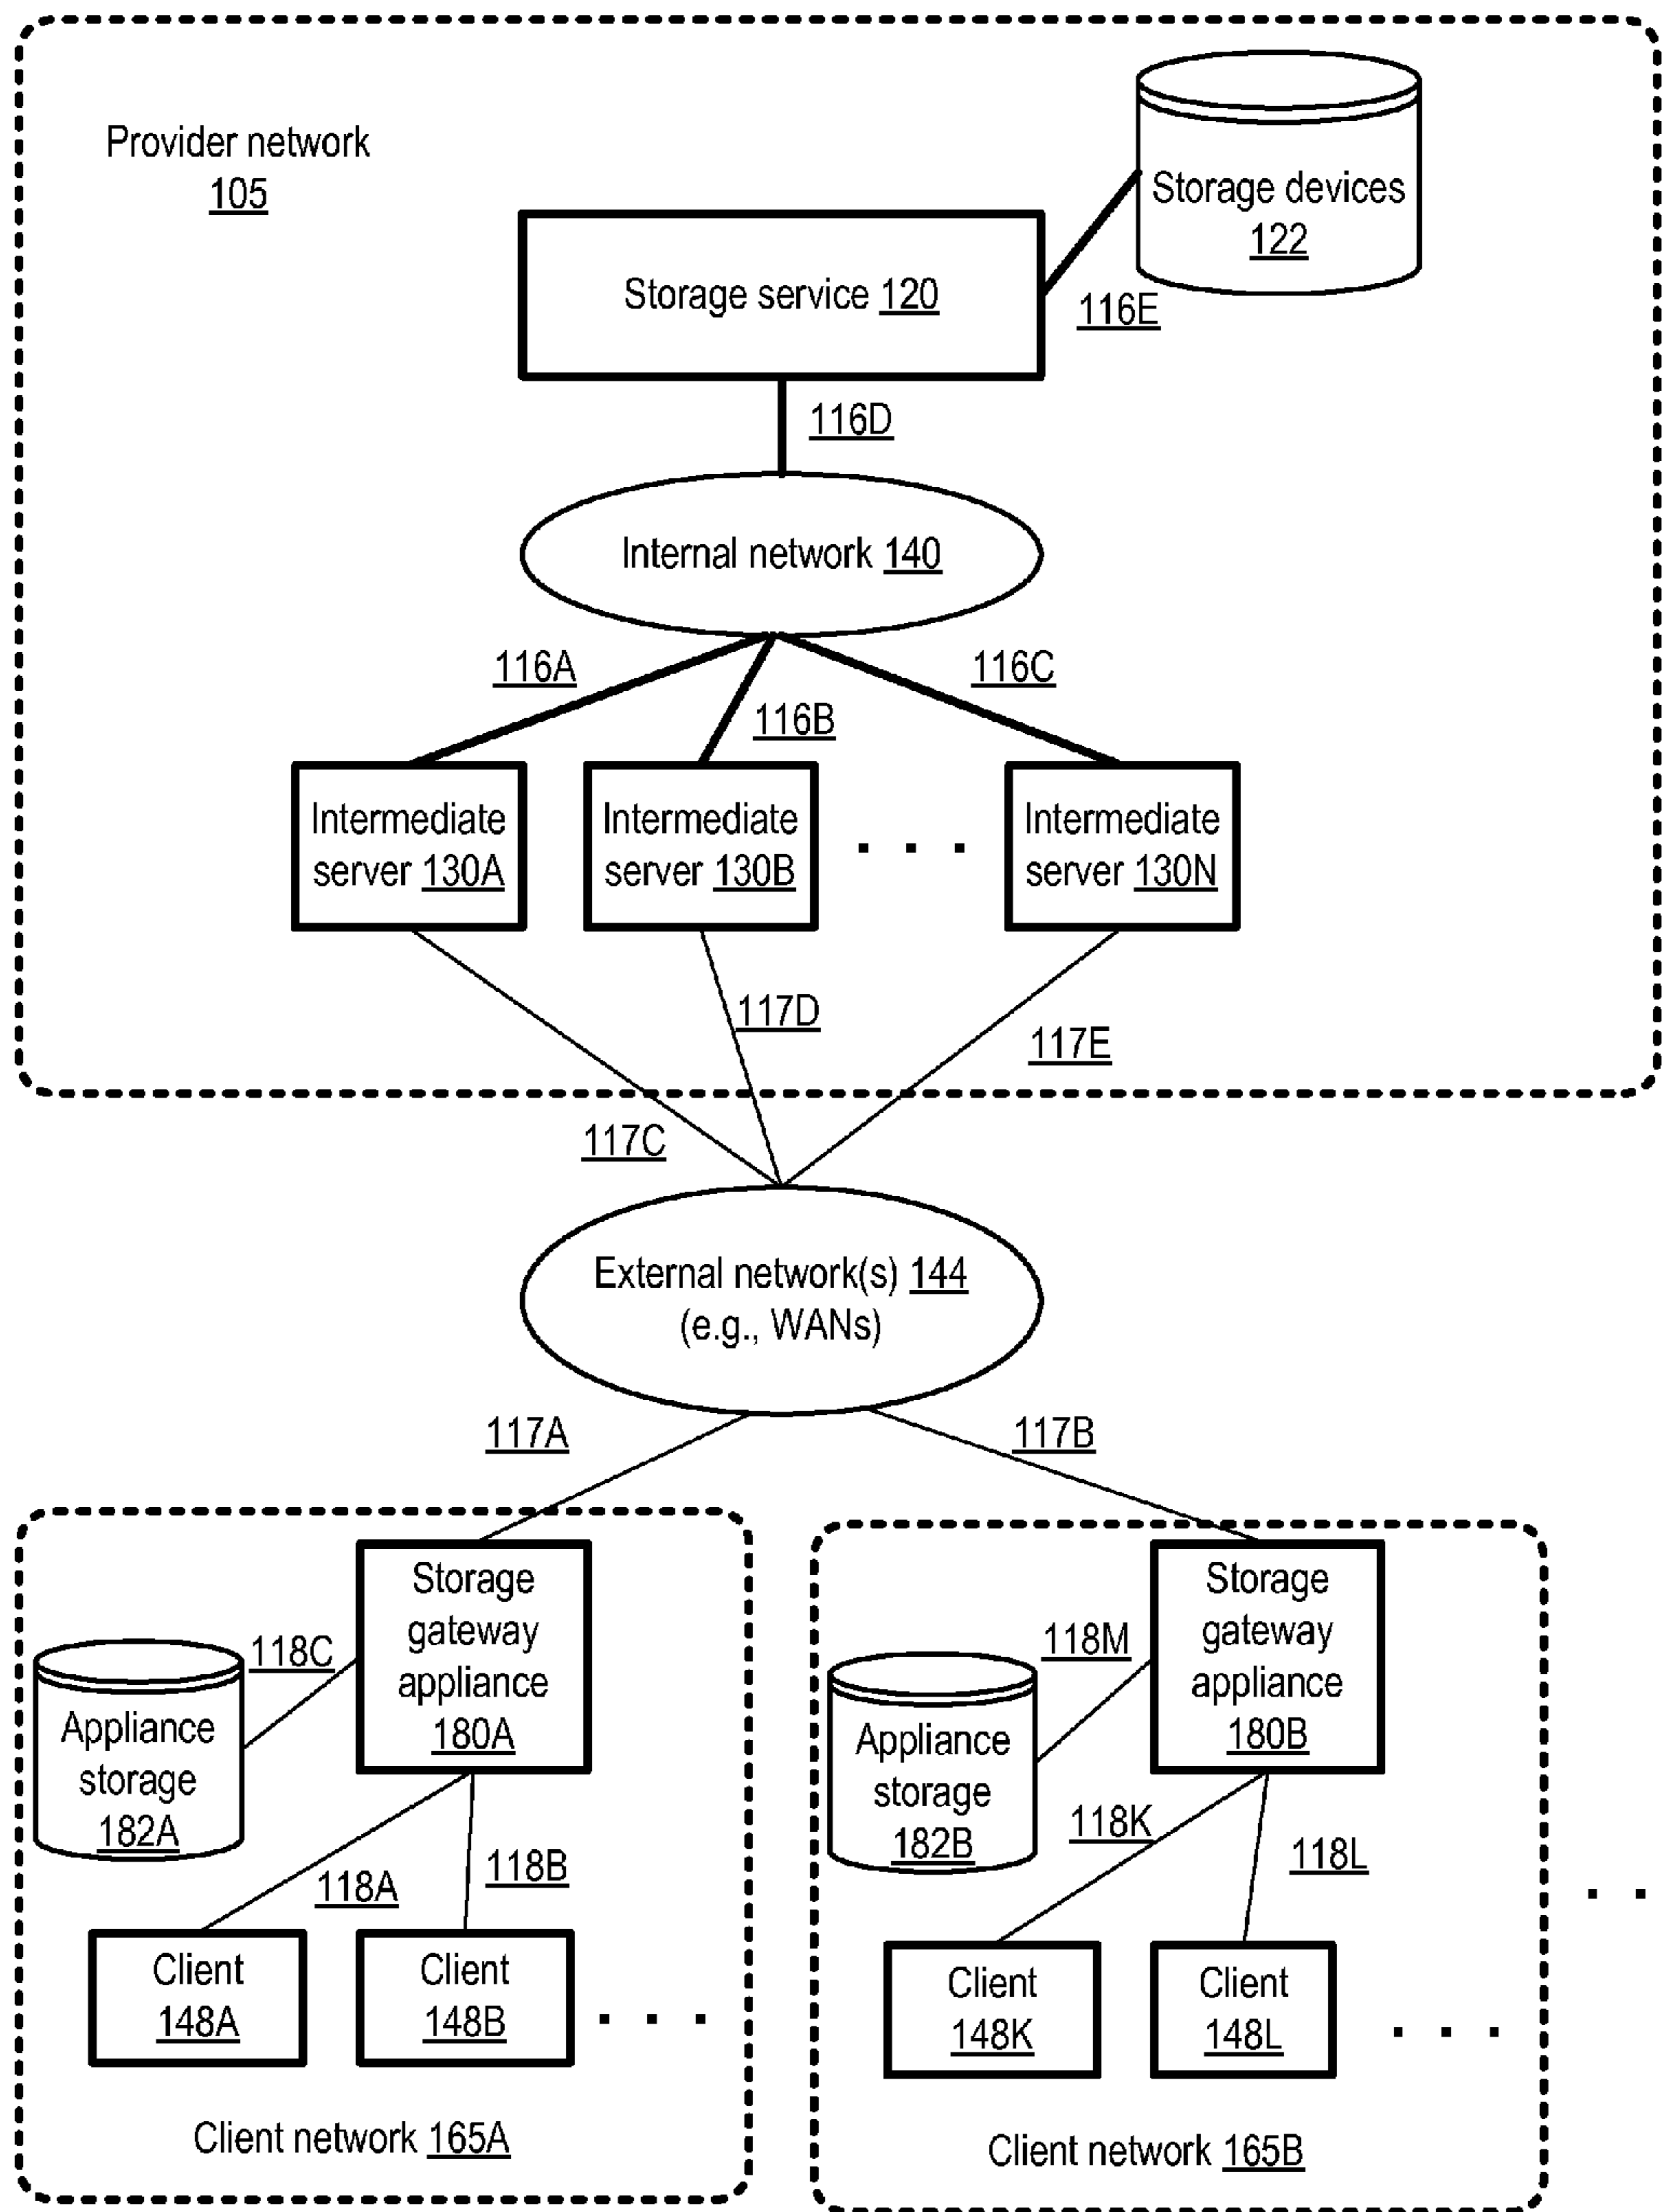 Provider network
105
Storage devices
122
Storage service 120
116E
116D
Internal network 140
116A
116C
116B
Intermediate
server 130A
Intermediate
server 130B
. . .
Intermediate
server 130N
117D
117E
117C
External network(s) 144
(e.g., WANs)
117A
117B
Storage
gateway
appliance
180A
118C
Appliance
storage
182A
118A
118B
Client
148A
Client
148B
. . .
Client network 165A
Storage
gateway
appliance
180B
118M
Appliance
storage
182B
118K
118L
Client
148K
Client
148L
. . .
Client network 165B
. .